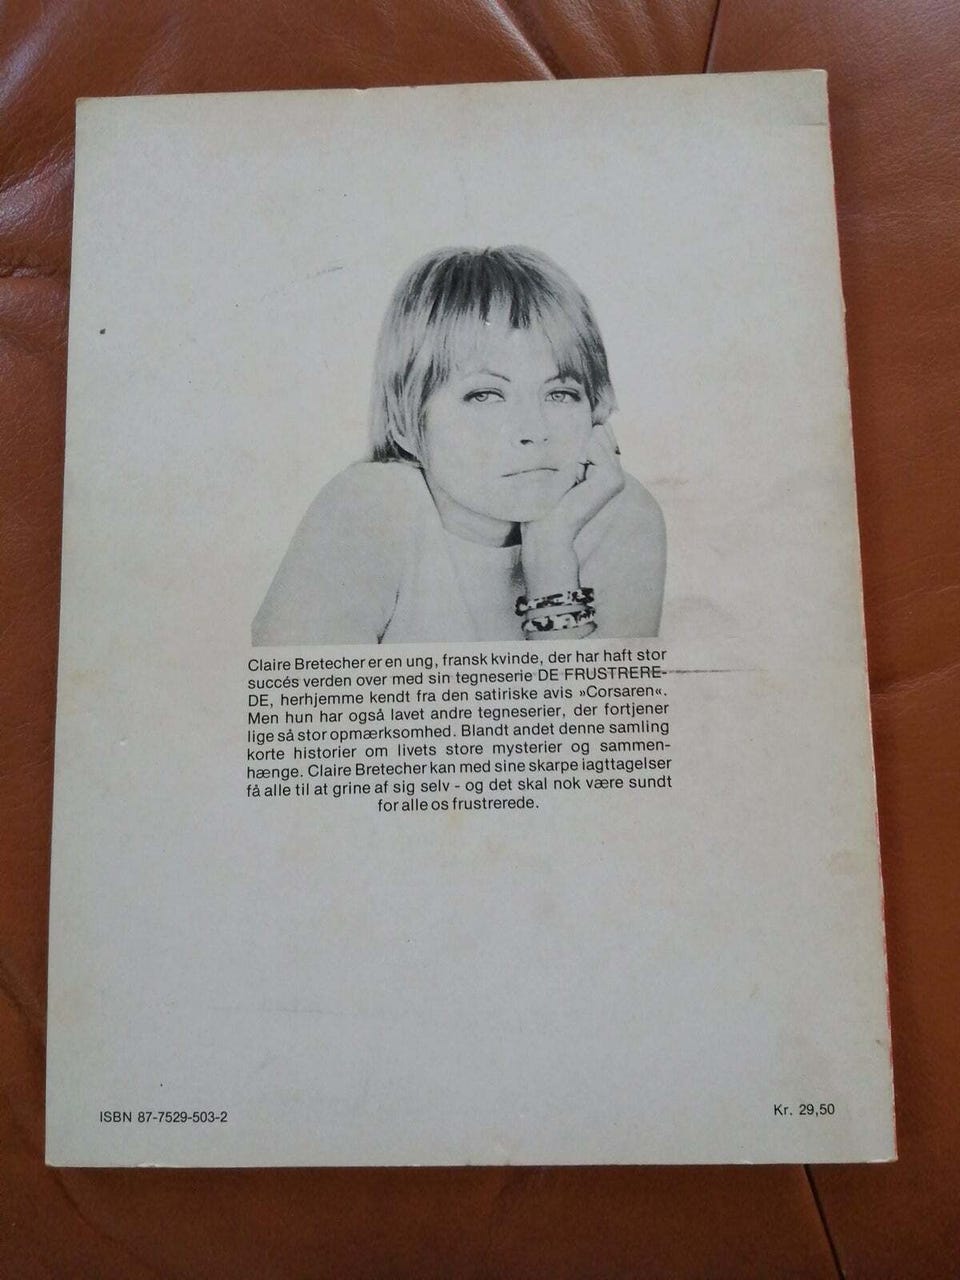 Claire Bretecher er en ung, fransk kvinde, der har haft stor
succés verden over med sin tegneserie DE FRUSTRERE-
DE, herhjemme kendt fra den satiriske avis »Corsaren«.
Men hun har også lavet andre tegneserier, der fortjener
lige så stor opmærksomhed. Blandt andet denne samling
korte historier om livets store mysterier og sammen-
hænge. Claire Bretecher kan med sine skarpe iagttagelser
få alle til at grine af sig selv - og det skal nok være sundt
for alle os frustrerede.
ISBN 87-7529-503-2
Kr. 29,50